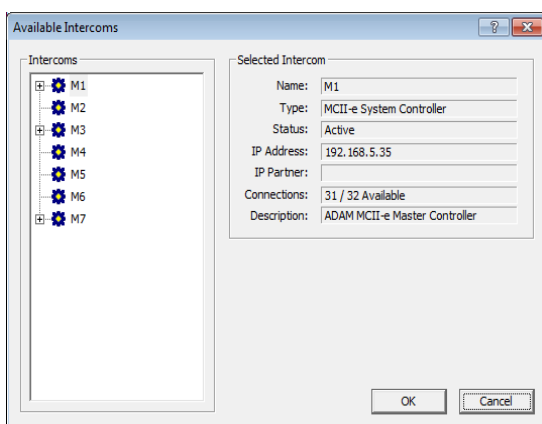 Available Intercoms
Intercoms
M1
M2
M3
M4
M5
M6
M7
Selected Intercom
Name: M1
Type: MCII-e System Controller
Status: Active
IP Address: 192.168.5.35
IP Partner:
Connections: 31 / 32 Available
Description: ADAM MCII-e Master Controller
OK Cancel